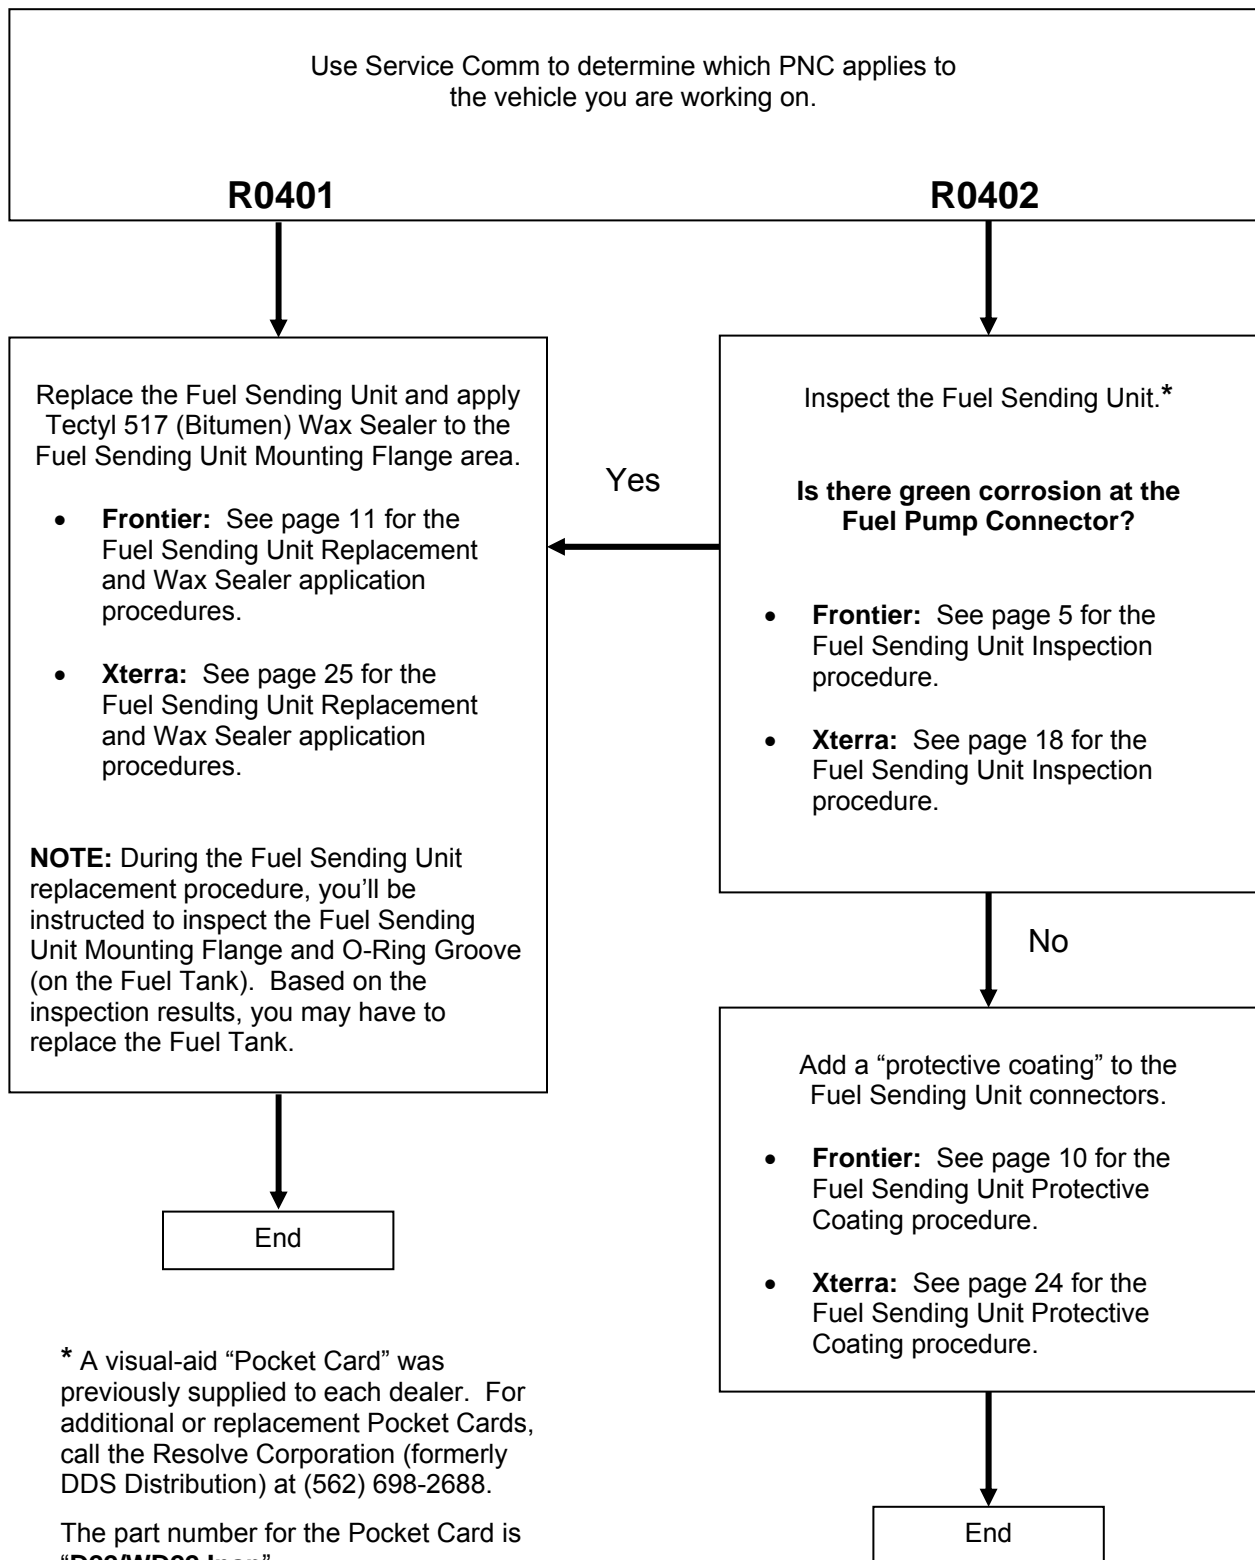 Use Service Comm to determine which PNC applies to
the vehicle you are working on.
R0401
R0402
Replace the Fuel Sending Unit and apply
Tectyl 517 (Bitumen) Wax Sealer to the
Fuel Sending Unit Mounting Flange area.
• Frontier: See page 11 for the
Fuel Sending Unit Replacement
and Wax Sealer application
procedures.
• Xterra: See page 25 for the
Fuel Sending Unit Replacement
and Wax Sealer application
procedures.
NOTE: During the Fuel Sending Unit
replacement procedure, you’ll be
instructed to inspect the Fuel Sending
Unit Mounting Flange and O-Ring Groove
(on the Fuel Tank). Based on the
inspection results, you may have to
replace the Fuel Tank.
End
Yes
Inspect the Fuel Sending Unit.*
Is there green corrosion at the
Fuel Pump Connector?
• Frontier: See page 5 for the
Fuel Sending Unit Inspection
procedure.
• Xterra: See page 18 for the
Fuel Sending Unit Inspection
procedure.
No
Add a “protective coating” to the
Fuel Sending Unit connectors.
• Frontier: See page 10 for the
Fuel Sending Unit Protective
Coating procedure.
• Xterra: See page 24 for the
Fuel Sending Unit Protective
Coating procedure.
End
* A visual-aid “Pocket Card” was
previously supplied to each dealer. For
additional or replacement Pocket Cards,
call the Resolve Corporation (formerly
DDS Distribution) at (562) 698-2688.
The part number for the Pocket Card is